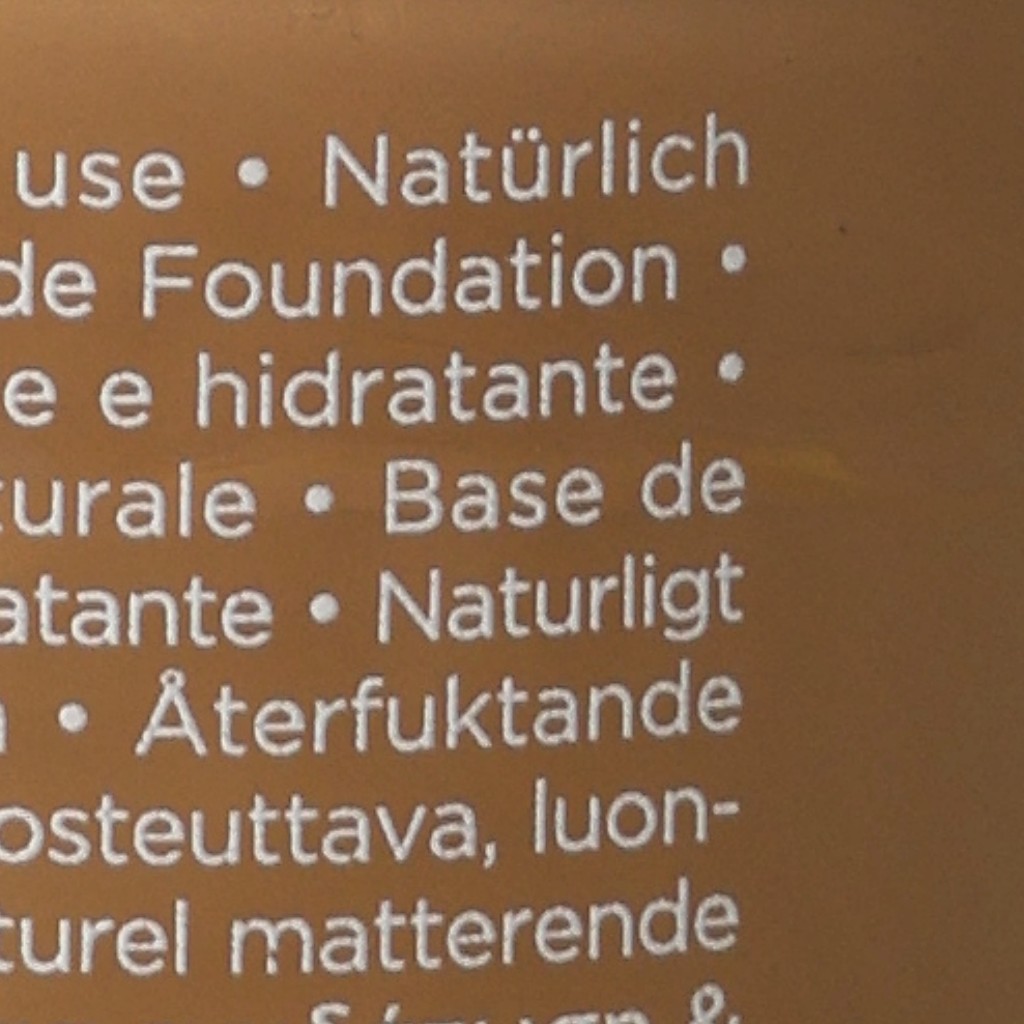 use • Natürlich
de Foundation •
e e hidratante •
turale • Base de
atante • Naturligt
• Återfuktande
osteuttava, luon-
turel matterende
&